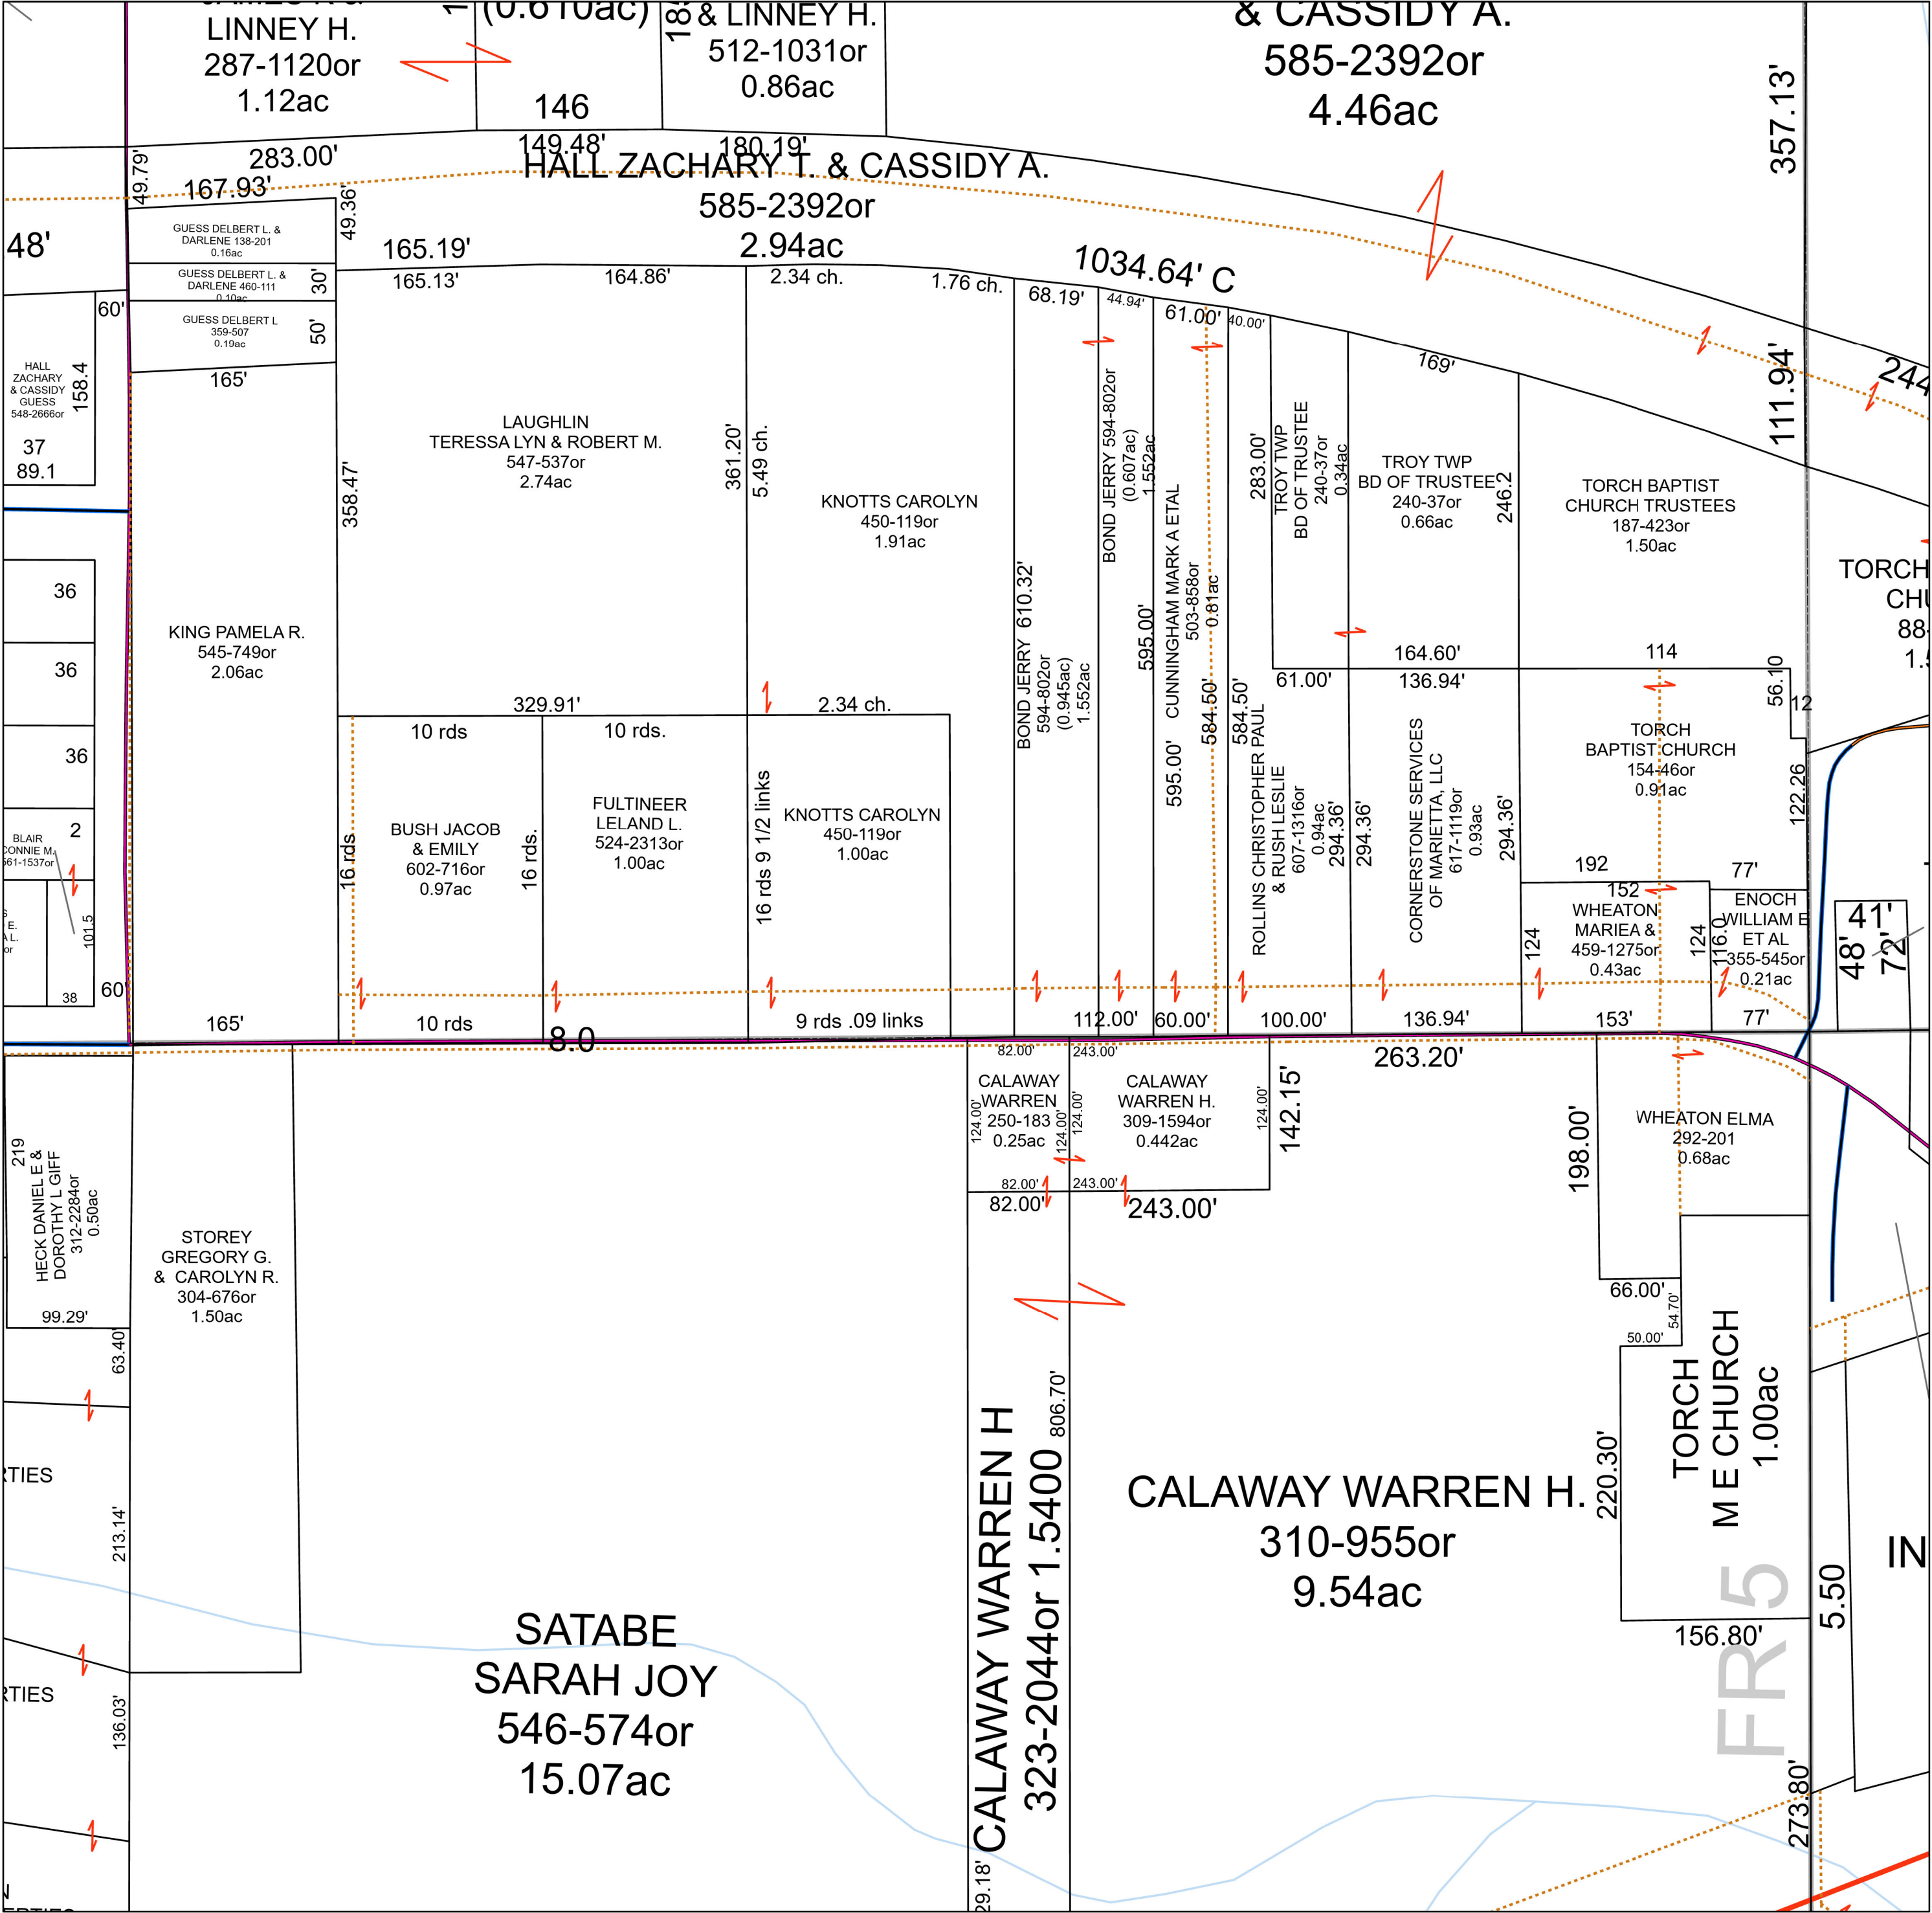 LINNEY H.
287-1120or
1.12ac
(0.610ac)
146
& LINNEY H.
512-1031or
0.86ac
& CASSIDY A.
585-2392or
4.46ac
357.13'
49.79'
283.00'
149.48'
180.19'
167.93'
49.36'
HALL ZACHARY T. & CASSIDY A.
585-2392or
2.94ac
48'
GUESS DELBERT L. &
DARLENE 138-201
0.16ac
GUESS DELBERT L. &
DARLENE 460-111
0.10ac
30'
GUESS DELBERT L
359-507
0.19ac
50'
165'
165.19'
165.13'
164.86'
2.34 ch.
1.76 ch.
1034.64' C
68.19'
44.94'
61.00'
40.00'
169'
111.94'
244
60'
HALL
ZACHARY
& CASSIDY
GUESS
548-2666or
158.4
37
89.1
358.47'
LAUGHLIN
TERESSA LYN & ROBERT M.
547-537or
2.74ac
361.20'
5.49 ch.
KNOTTS CAROLYN
450-119or
1.91ac
BOND JERRY 594-802or
(0.607ac)
1.552ac
BOND JERRY 610.32'
594-802or
(0.945ac)
1.552ac
595.00'
595.00'
CUNNINGHAM MARK A ETAL
503-858or
0.81ac
584.50'
584.50'
283.00'
TROY TWP
BD OF TRUSTEE
240-37or
0.34ac
TROY TWP
BD OF TRUSTEE
240-37or
0.66ac
246.2
TORCH BAPTIST
CHURCH TRUSTEES
187-423or
1.50ac
TORCH
36
36
36
KING PAMELA R.
545-749or
2.06ac
164.60'
114
61.00'
136.94'
56.10
12
329.91'
2.34 ch.
10 rds
10 rds.
TORCH
BAPTIST CHURCH
154-46or
0.91ac
122.26
16 rds
BUSH JACOB
& EMILY
602-716or
0.97ac
16 rds.
FULTINEER
LELAND L.
524-2313or
1.00ac
16 rds 9 1/2 links
KNOTTS CAROLYN
450-119or
1.00ac
ROLLINS CHRISTOPHER PAUL
& RUSH LESLIE
607-1316or
0.94ac
294.36'
294.36'
CORNERSTONE SERVICES
OF MARIETTA, LLC
617-1119or
0.93ac
294.36'
2
BLAIR
CONNIE M.
561-1537or
101.5
38
60'
192
77'
152
WHEATON
MARIEA &
459-1275or
0.43ac
124
124
116.0
ENOCH
WILLIAM E
ET AL
355-545or
0.21ac
48'
41'
72'
165'
10 rds
8.0
9 rds .09 links
112.00'
60.00'
100.00'
136.94'
153'
77'
82.00'
243.00'
263.20'
CALAWAY
WARREN
250-183
0.25ac
124.00'
124.00'
124.00'
CALAWAY
WARREN H.
309-1594or
0.442ac
124.00'
142.15'
82.00'
243.00'
82.00'
243.00'
198.00'
WHEATON ELMA
292-201
0.68ac
219
HECK DANIEL E &
DOROTHY L GIFF
312-2284or
0.50ac
99.29'
63.40'
STOREY
GREGORY G.
& CAROLYN R.
304-676or
1.50ac
66.00'
54.70'
50.00'
TORCH
M E CHURCH
1.00ac
220.30'
156.80'
213.14'
136.03'
SATABE
SARAH JOY
546-574or
15.07ac
CALAWAY WARREN H
323-2044or 1.5400
806.70'
29.18'
CALAWAY WARREN H.
310-955or
9.54ac
FR 5
5.50
273.80'
IN